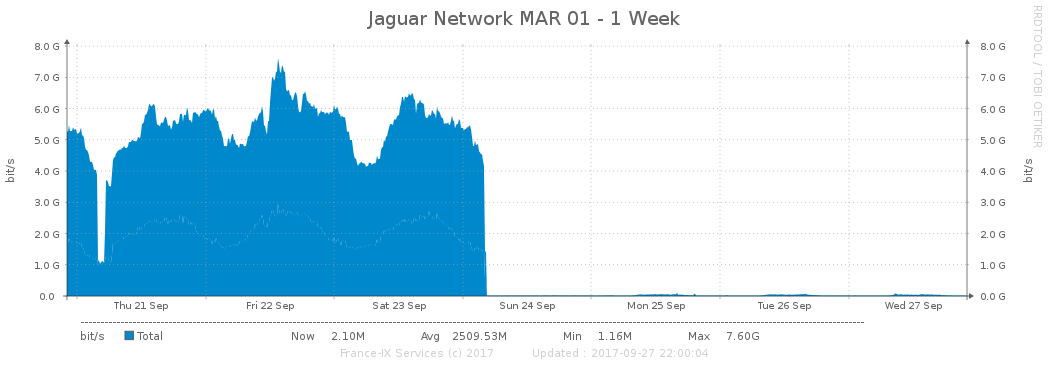 Jaguar Network MAR 01 - 1 Week
RRDTOOL / TOBI OETIKER
8.0 G 8.0 G
7.0 G 7.0 G
6.0 G 6.0 G
5.0 G 5.0 G
4.0 G 4.0 G
3.0 G 3.0 G
2.0 G 2.0 G
1.0 G 1.0 G
0.0 0.0 G
bit/s bit/s
Thu 21 Sep Fri 22 Sep Sat 23 Sep Sun 24 Sep Mon 25 Sep Tue 26 Sep Wed 27 Sep
bit/s Total Now 2.10M Avg 2509.53M Min 1.16M Max 7.60G
France-IX Services (c) 2017 Updated : 2017-09-27 22:00:04